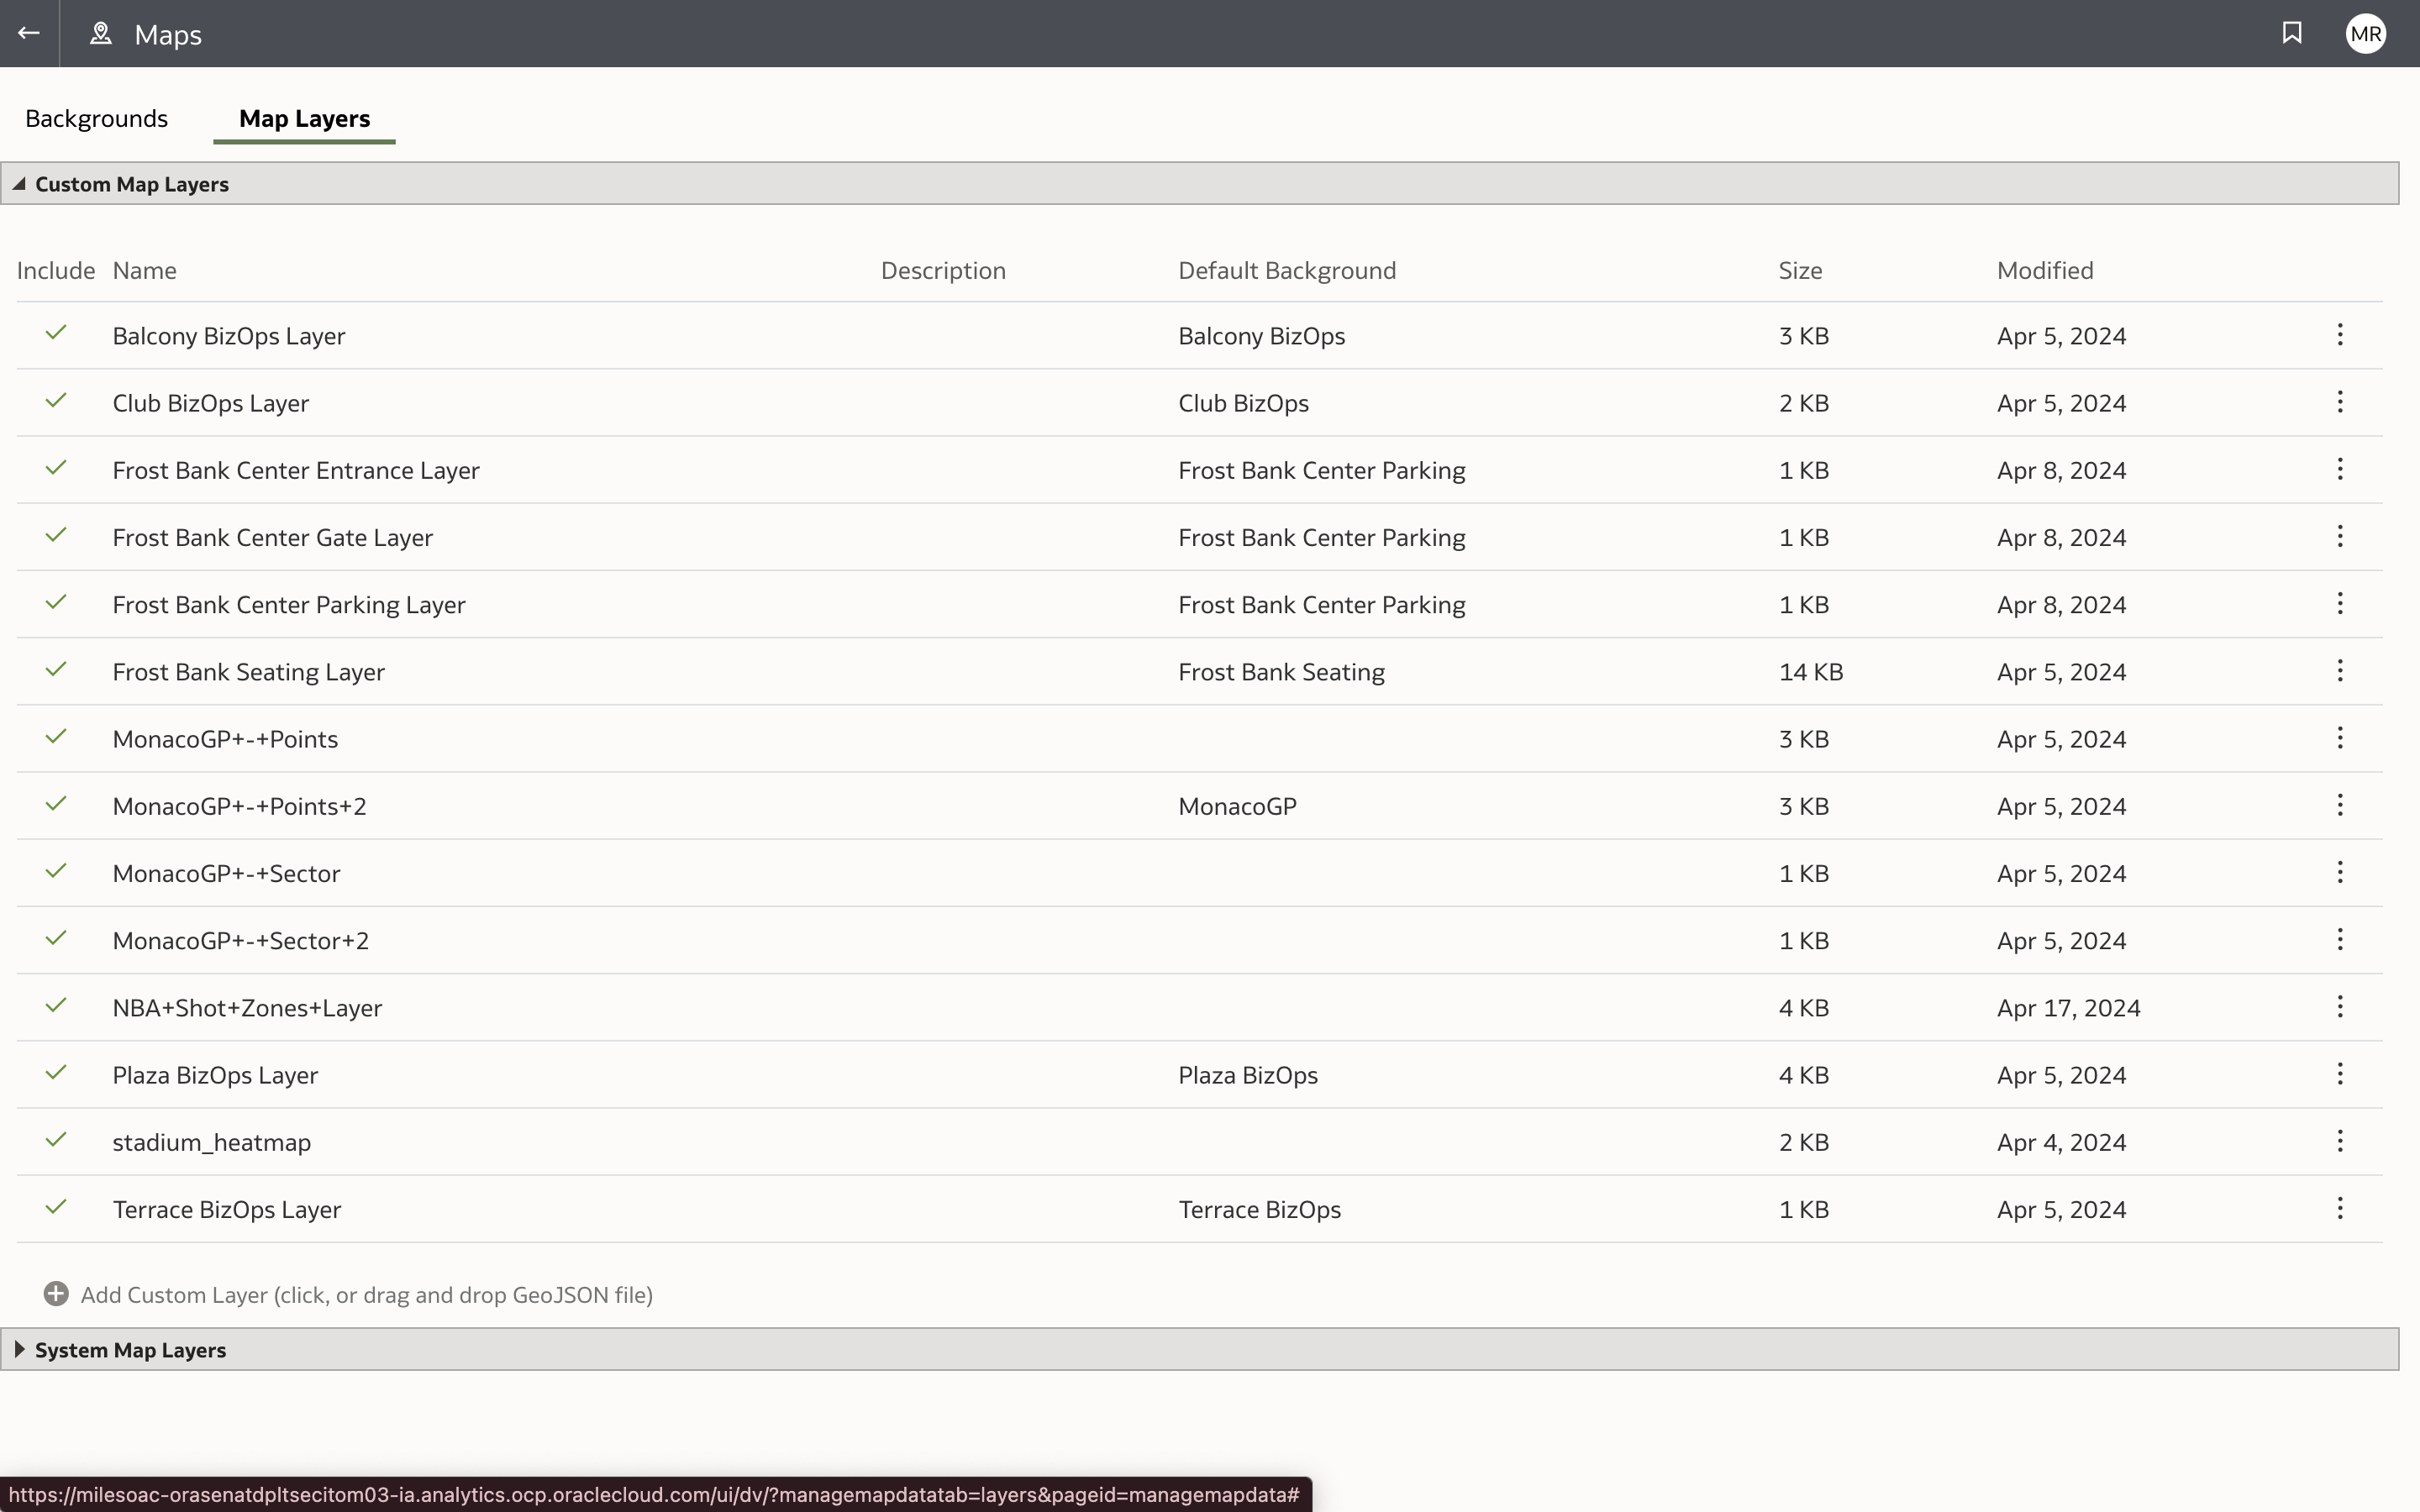 Maps
MR
Backgrounds Map Layers
Custom Map Layers
Include Name Description Default Background Size Modified
Balcony BizOps Layer Balcony BizOps 3 KB Apr 5, 2024
Club BizOps Layer Club BizOps 2 KB Apr 5, 2024
Frost Bank Center Entrance Layer Frost Bank Center Parking 1 KB Apr 8, 2024
Frost Bank Center Gate Layer Frost Bank Center Parking 1 KB Apr 8, 2024
Frost Bank Center Parking Layer Frost Bank Center Parking 1 KB Apr 8, 2024
Frost Bank Seating Layer Frost Bank Seating 14 KB Apr 5, 2024
MonacoGP+-+Points 3 KB Apr 5, 2024
MonacoGP+-+Points+2 MonacoGP 3 KB Apr 5, 2024
MonacoGP+-+Sector 1 KB Apr 5, 2024
MonacoGP+-+Sector+2 1 KB Apr 5, 2024
NBA+Shot+Zones+Layer 4 KB Apr 17, 2024
Plaza BizOps Layer Plaza BizOps 4 KB Apr 5, 2024
stadium_heatmap 2 KB Apr 4, 2024
Terrace BizOps Layer Terrace BizOps 1 KB Apr 5, 2024
Add Custom Layer (click, or drag and drop GeoJSON file)
System Map Layers
https://milesoac-orasenatdpltsecitom03-ia.analytics.ocp.oraclecloud.com/ui/dv/?managemapdatatab=layers&pageid=managemapdata#